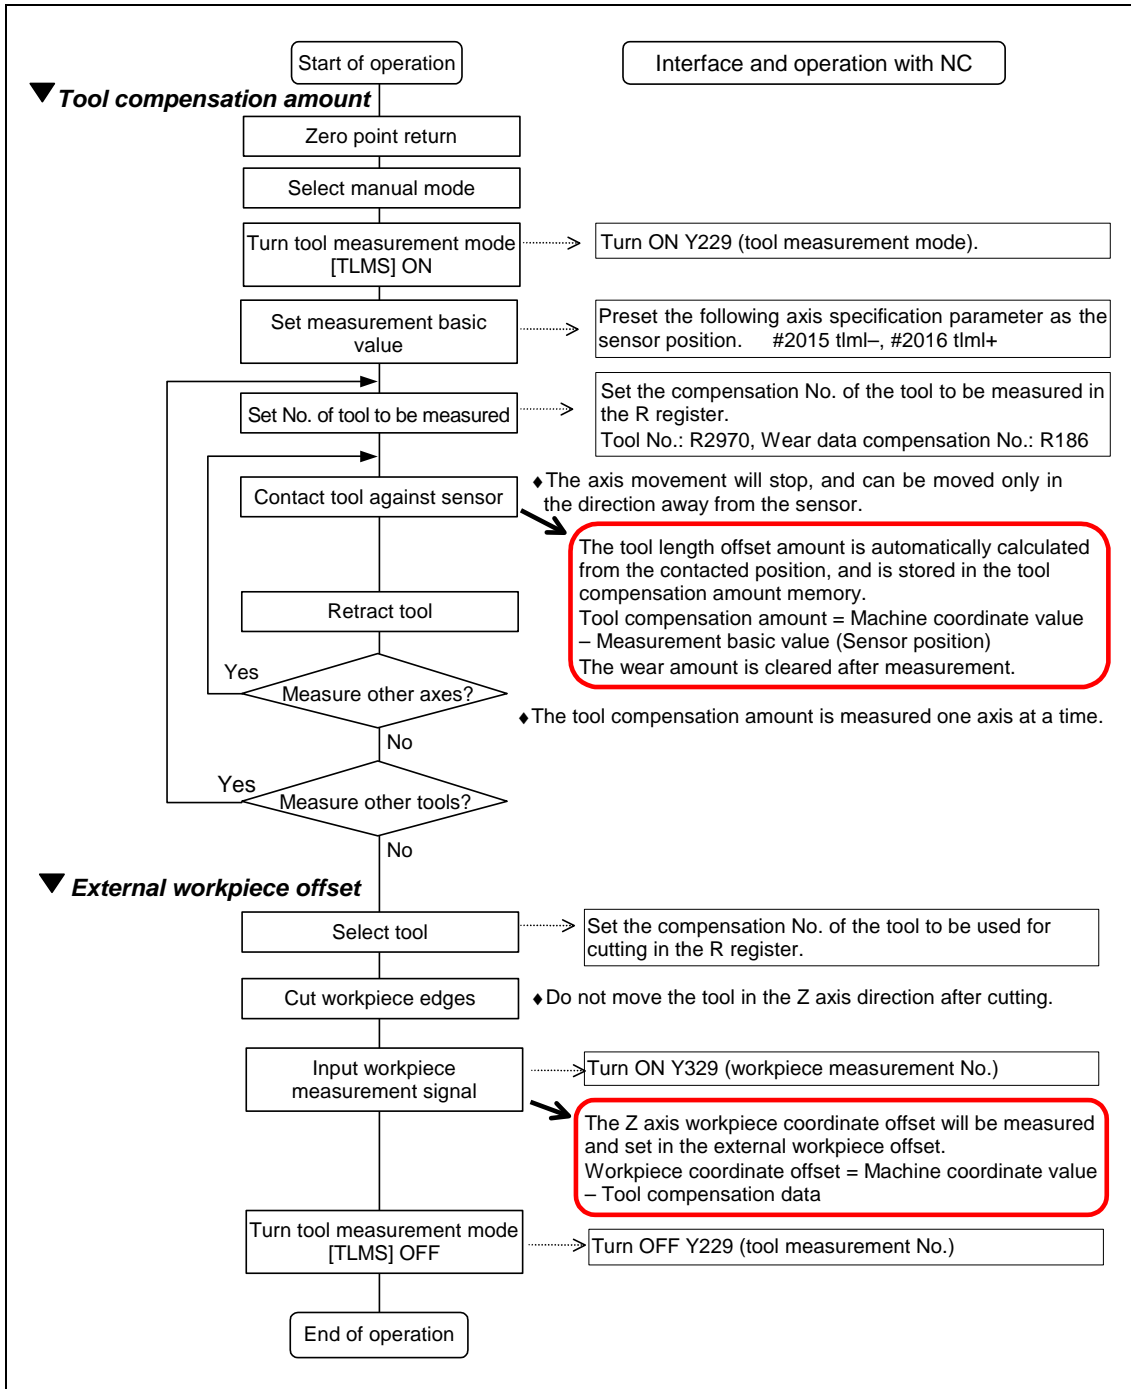 Start of operation
Interface and operation with NC
▼ Tool compensation amount
Zero point return
Select manual mode
Turn tool measurement mode
[TLMS] ON
Turn ON Y229 (tool measurement mode).
Set measurement basic
value
Preset the following axis specification parameter as the
sensor position. #2015 tlml–, #2016 tlml+
Set No. of tool to be measured
Set the compensation No. of the tool to be measured in
the R register.
Tool No.: R2970, Wear data compensation No.: R186
Contact tool against sensor
♦The axis movement will stop, and can be moved only in
the direction away from the sensor.
The tool length offset amount is automatically calculated
from the contacted position, and is stored in the tool
compensation amount memory.
Tool compensation amount = Machine coordinate value
– Measurement basic value (Sensor position)
The wear amount is cleared after measurement.
Retract tool
Yes
Measure other axes?
♦The tool compensation amount is measured one axis at a time.
No
Yes
Measure other tools?
No
▼ External workpiece offset
Select tool
Set the compensation No. of the tool to be used for
cutting in the R register.
Cut workpiece edges
♦Do not move the tool in the Z axis direction after cutting.
Input workpiece
measurement signal
Turn ON Y329 (workpiece measurement No.)
The Z axis workpiece coordinate offset will be measured
and set in the external workpiece offset.
Workpiece coordinate offset = Machine coordinate value
– Tool compensation data
Turn tool measurement mode
[TLMS] OFF
Turn OFF Y229 (tool measurement No.)
End of operation